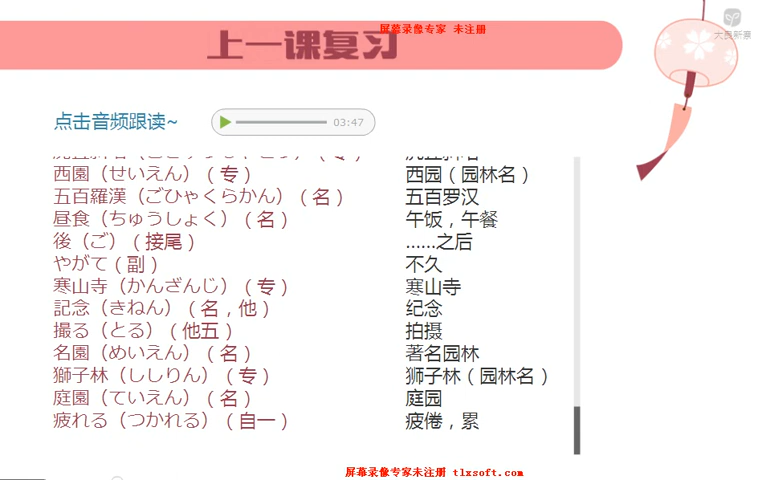 屏幕录像专家 未注册
上一课复习
大良新景
点击音频跟读~
03:47
西園（せいえん）（专） 西园（园林名）
五百羅漢（ごひゃくらかん）（名） 五百罗汉
昼食（ちゅうしょく）（名） 午饭，午餐
後（ご）（接尾） ……之后
やがて（副） 不久
寒山寺（かんざんじ）（专） 寒山寺
記念（きねん）（名，他） 纪念
撮る（とる）（他五） 拍摄
名園（めいえん）（名） 著名园林
獅子林（ししりん）（专） 狮子林（园林名）
庭園（ていえん）（名） 庭园
疲れる（つかれる）（自一） 疲倦，累
屏幕录像专家未注册 tlxsoft.com